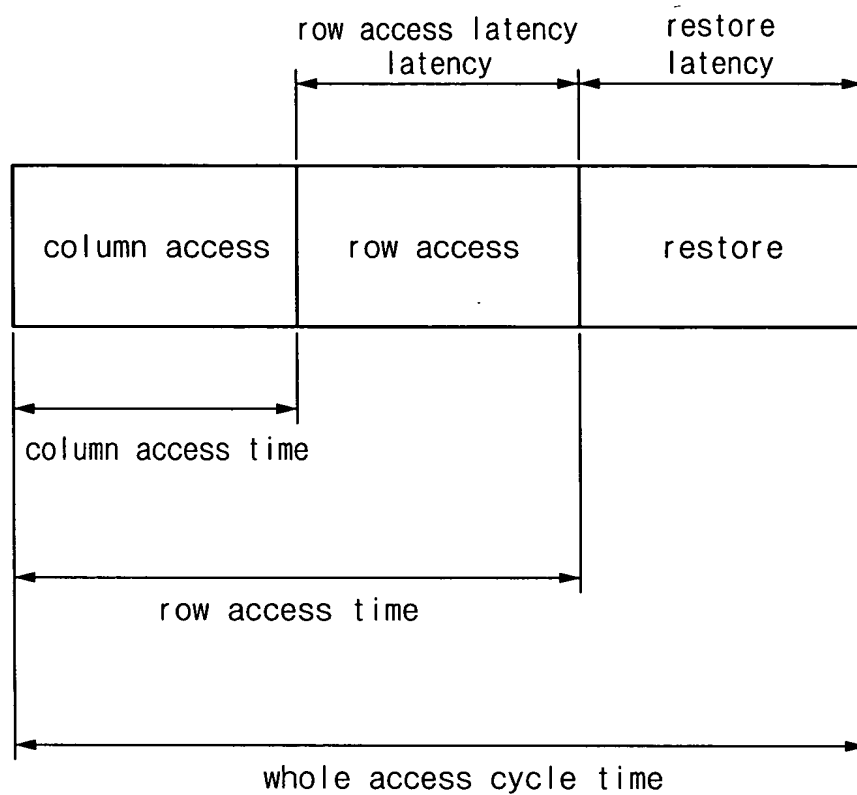 row access latency
latency
restore
latency
column access
row access
restore
column access time
row access time
whole access cycle time